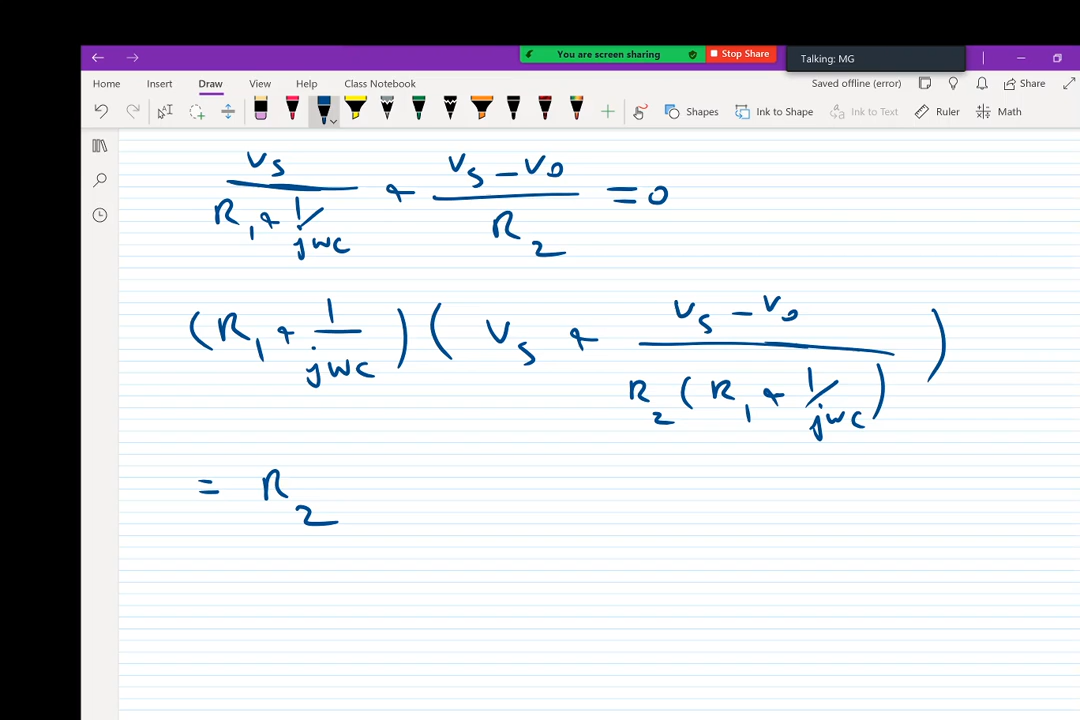 You are screen sharing Stop Share Talking: MG
Home Insert Draw View Help Class Notebook Saved offline (error) Share
Shapes Ink to Shape Ink to Text Ruler Math
Vs / (R1 + 1/jwc) + (Vs - Vo) / R2 = 0
(R1 + 1/jwc) ( Vs + (Vs - Vo) / (R2 (R1 + 1/jwc)) )
= R2